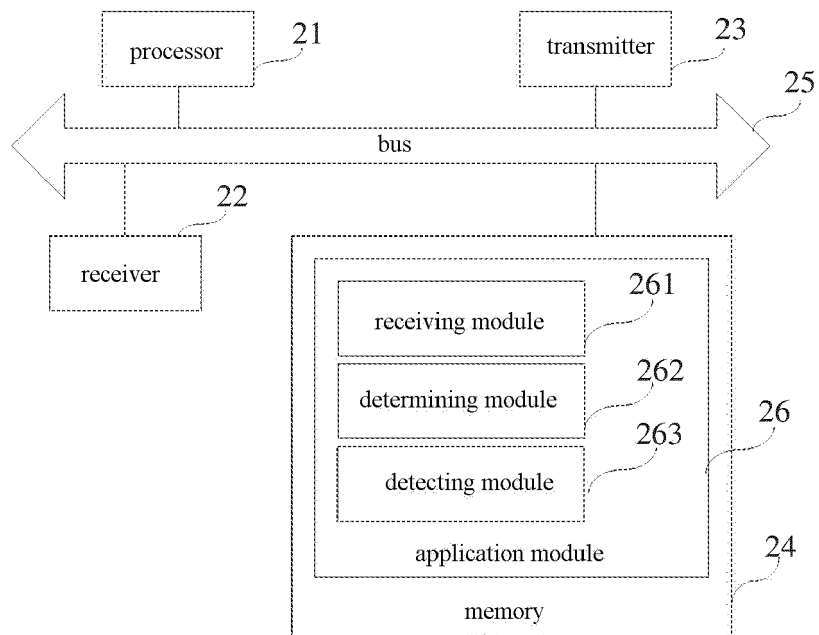 processor
21
transmitter
23
25
bus
22
receiver
receiving module
261
determining module
262
detecting module
263
26
application module
24
memory